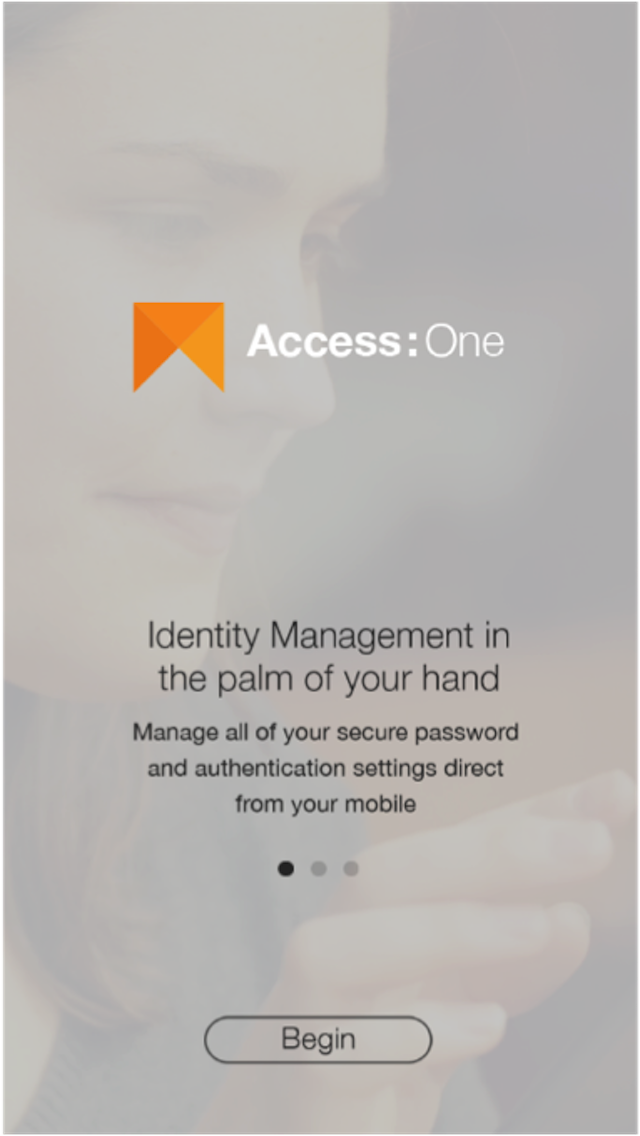 Access:One
Identity Management in
the palm of your hand
Manage all of your secure password
and authentication settings direct
from your mobile
Begin